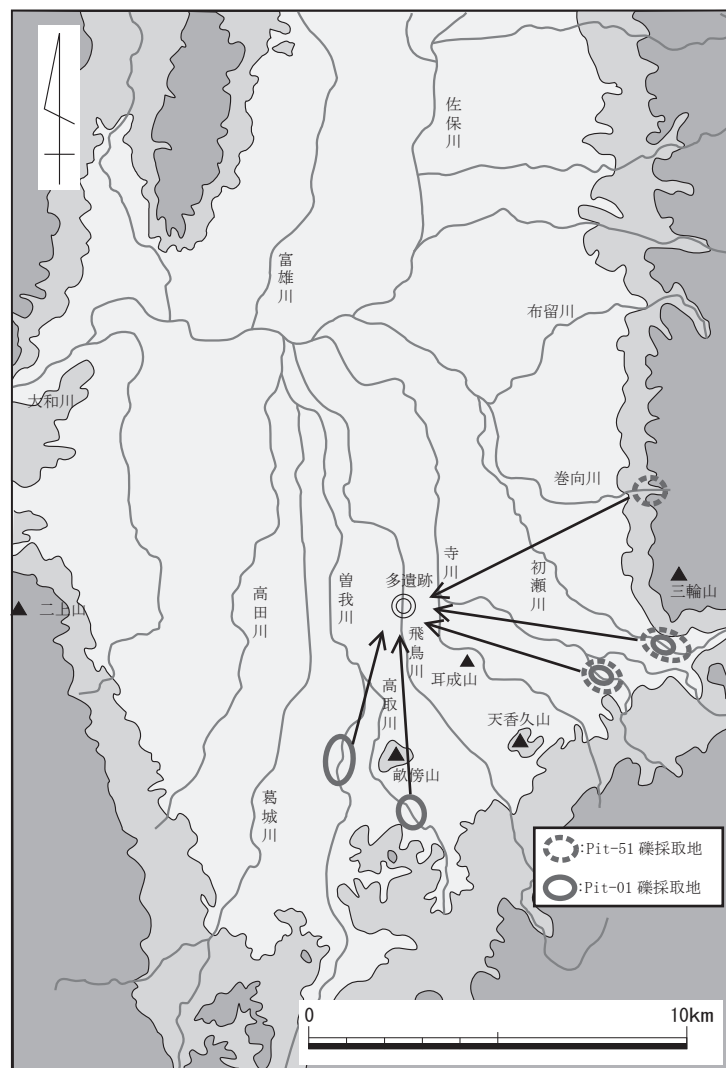 佐保川
富雄川
布留川
大和川
巻向川
三輪山
初瀬川
寺川
多遺跡
曽我川
高田川
二上山
飛鳥川
耳成山
高取川
天香久山
畝傍山
葛城川
:Pit-51 礫採取地
:Pit-01 礫採取地
0 10km